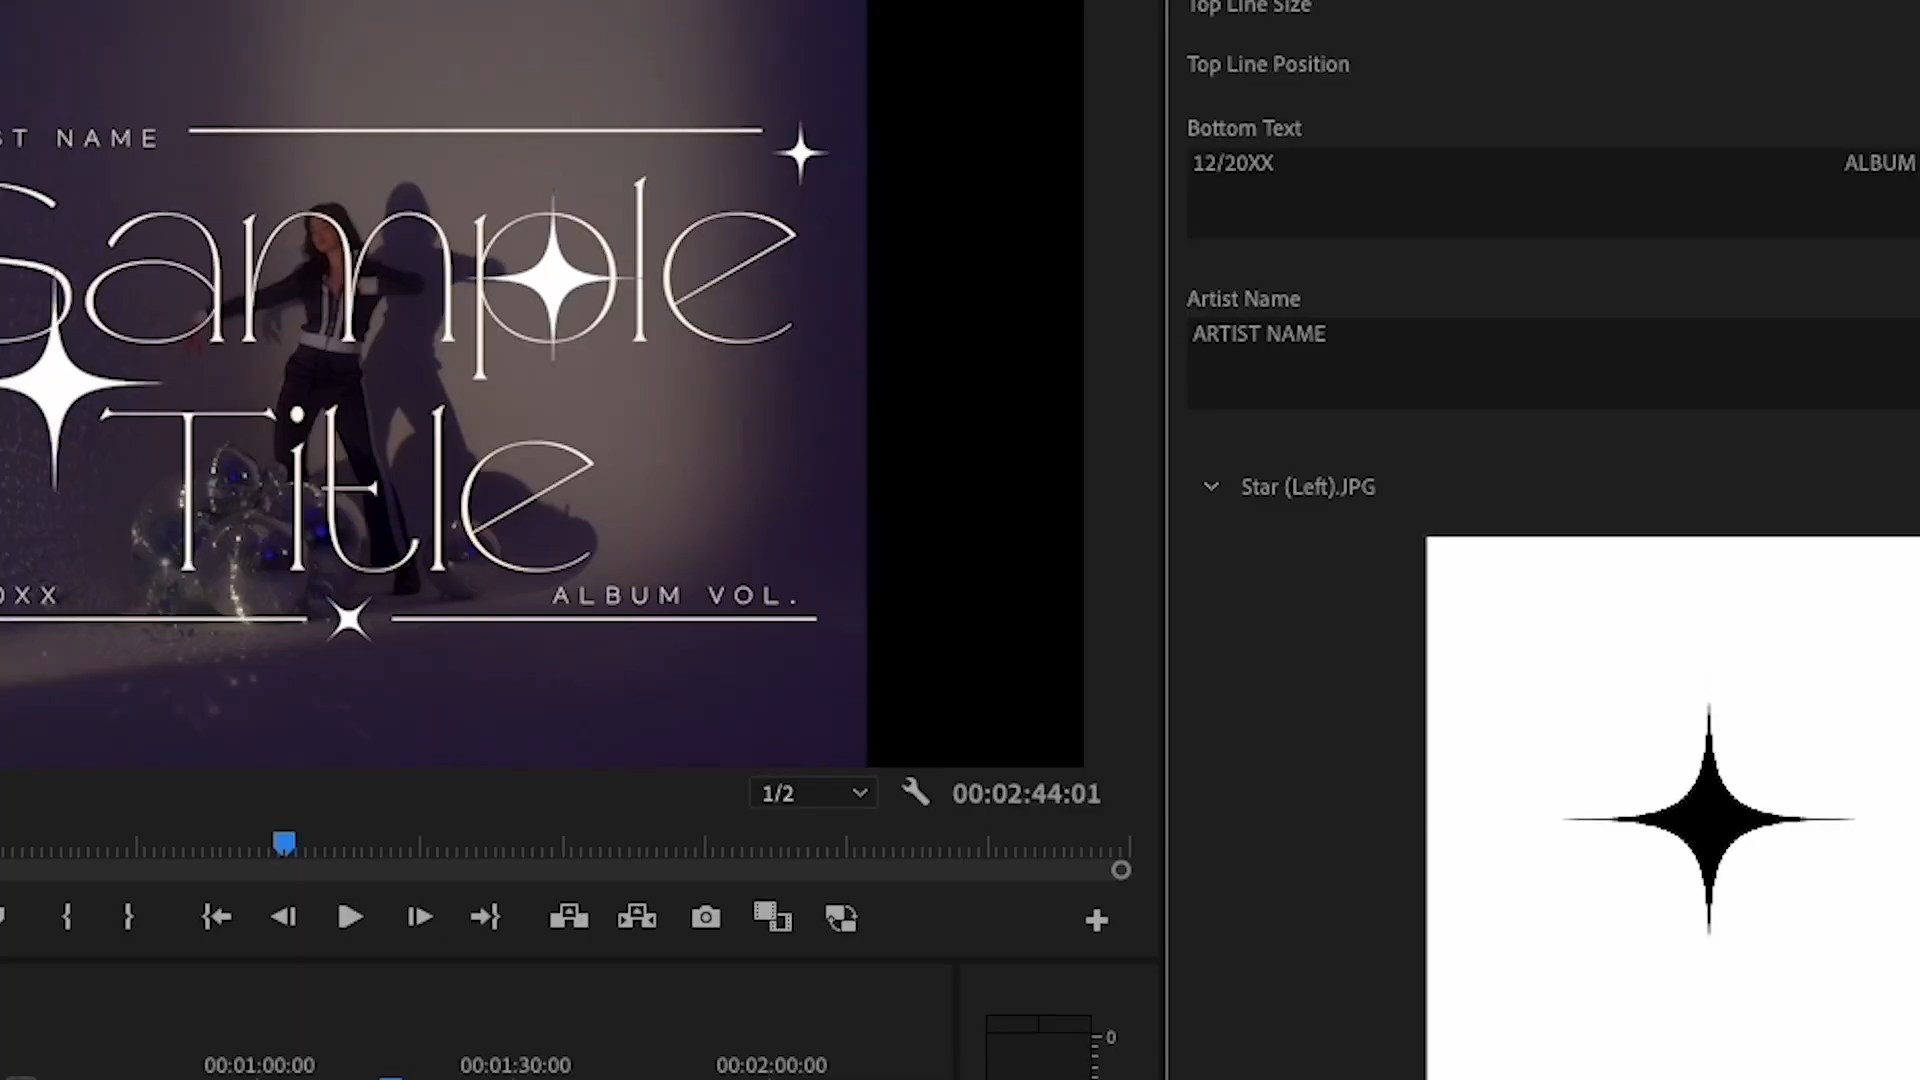 Top Line Size
Top Line Position
Bottom Text
12/20XX ALBUM
Artist Name
ARTIST NAME
Star (Left).JPG
ST NAME
Sample
Title
0XX ALBUM VOL.
1/2
00:02:44:01
00:01:00:00 00:01:30:00 00:02:00:00
0